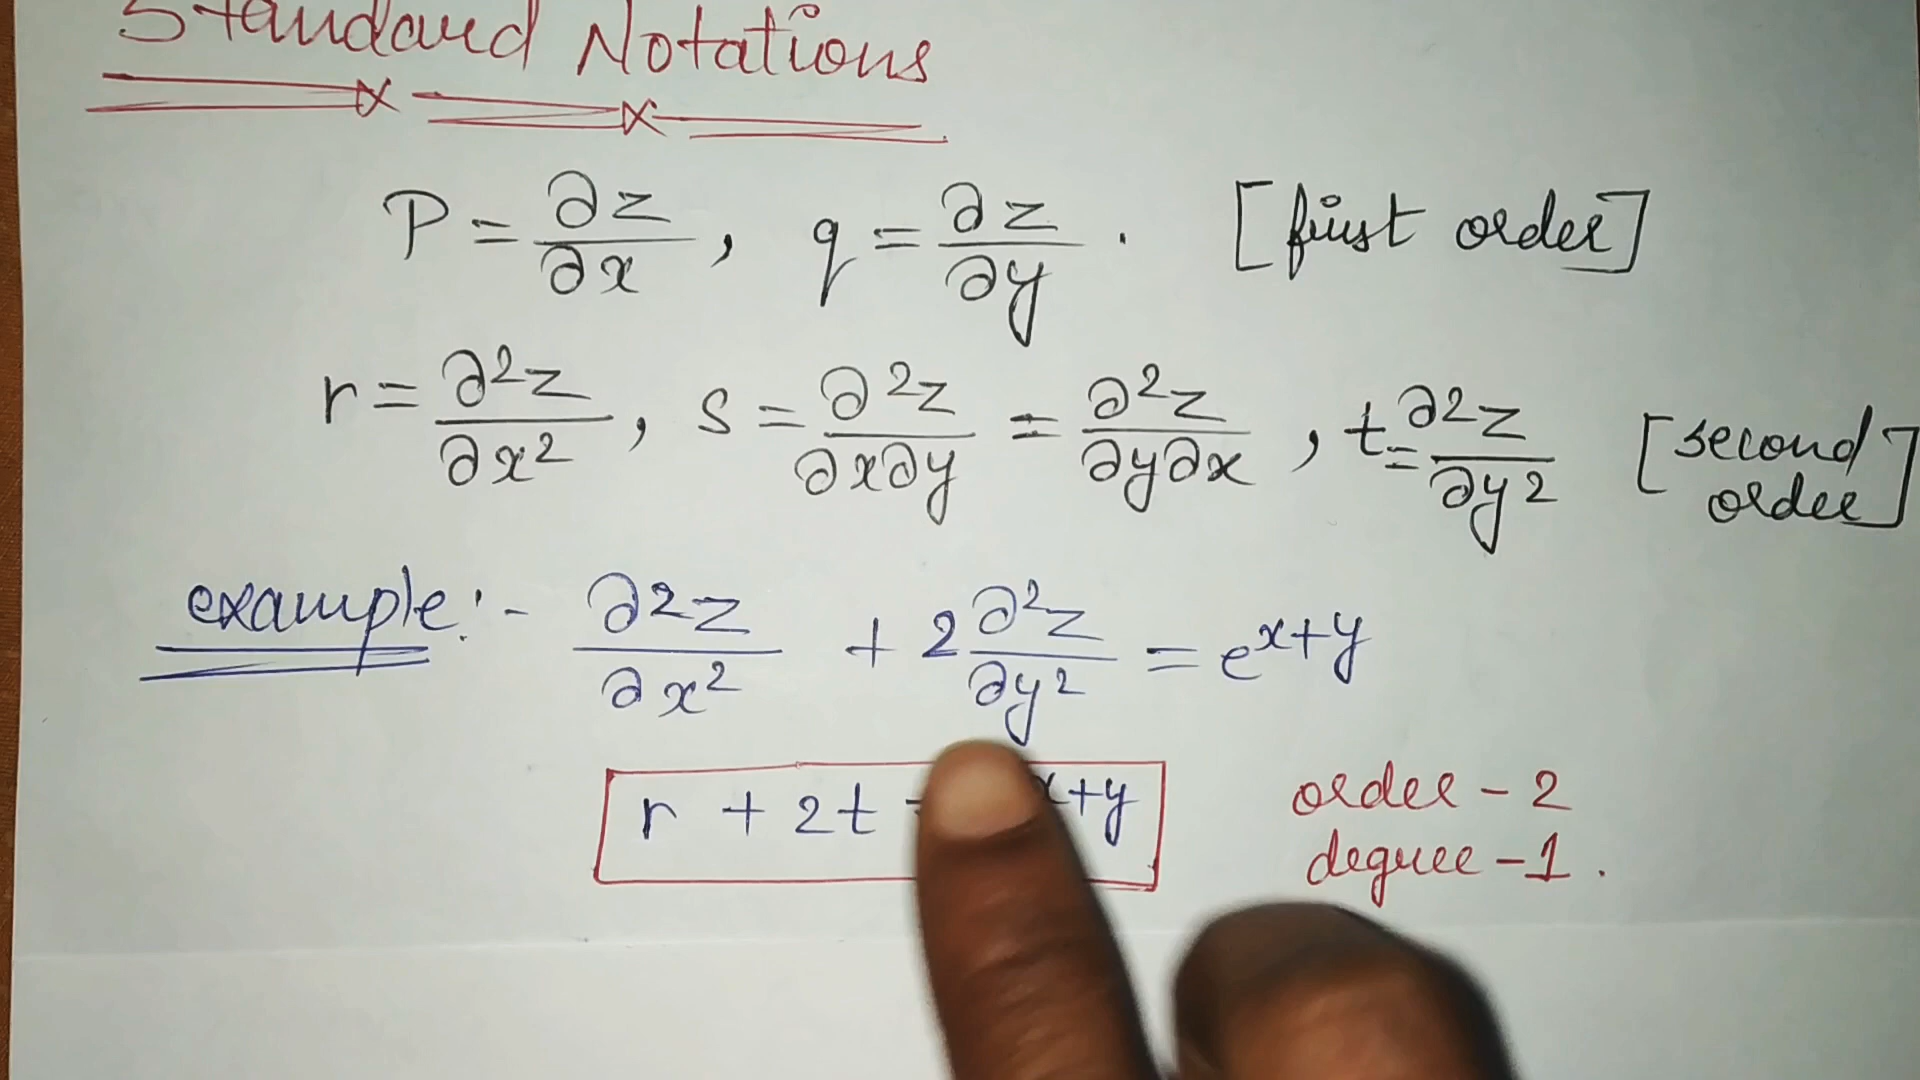 Standard Notations
P = ∂z/∂x , q = ∂z/∂y . [first order]
r = ∂²z/∂x² , s = ∂²z/∂x∂y = ∂²z/∂y∂x , t = ∂²z/∂y² [second order]
example:- ∂²z/∂x² + 2 ∂²z/∂y² = e^x+y
r + 2t x+y
order - 2
degree - 1.